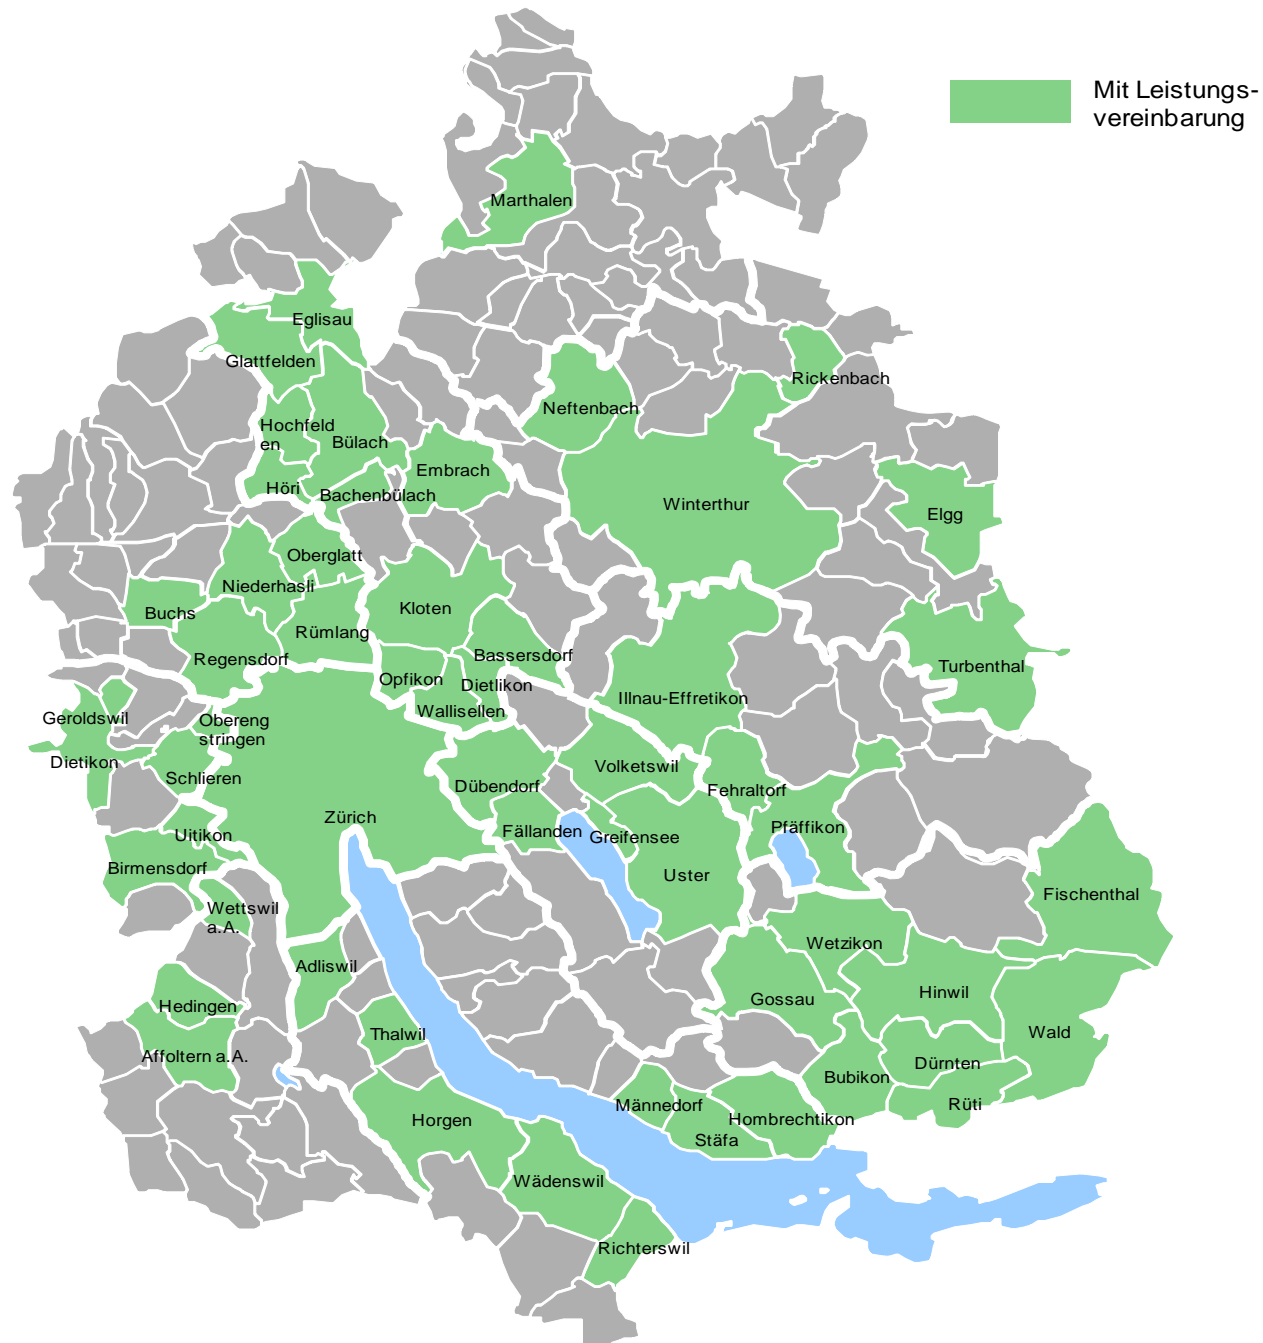 Mit Leistungs-
vereinbarung
Marthalen
Eglisau
Glattfelden
Rickenbach
Neftenbach
Hochfeld
en
Bülach
Embrach
Höri
Bachenbülach
Winterthur
Elgg
Oberglatt
Niederhasli
Buchs
Kloten
Rümlang
Regensdorf
Bassersdorf
Turbenthal
Opfikon
Dietlikon
Illnau-Effretikon
Wallisellen
Geroldswil
Obereng
stringen
Dietikon
Schlieren
Volketswil
Dübendorf
Fehraltorf
Zürich
Uitikon
Fällanden
Greifensee
Pfäffikon
Birmensdorf
Uster
Fischenthal
Wettswil
a.A.
Wetzikon
Adliswil
Hinwil
Gossau
Hedingen
Thalwil
Wald
Affoltern a.A.
Dürnten
Bubikon
Männedorf
Rüti
Horgen
Hombrechtikon
Stäfa
Wädenswil
Richterswil